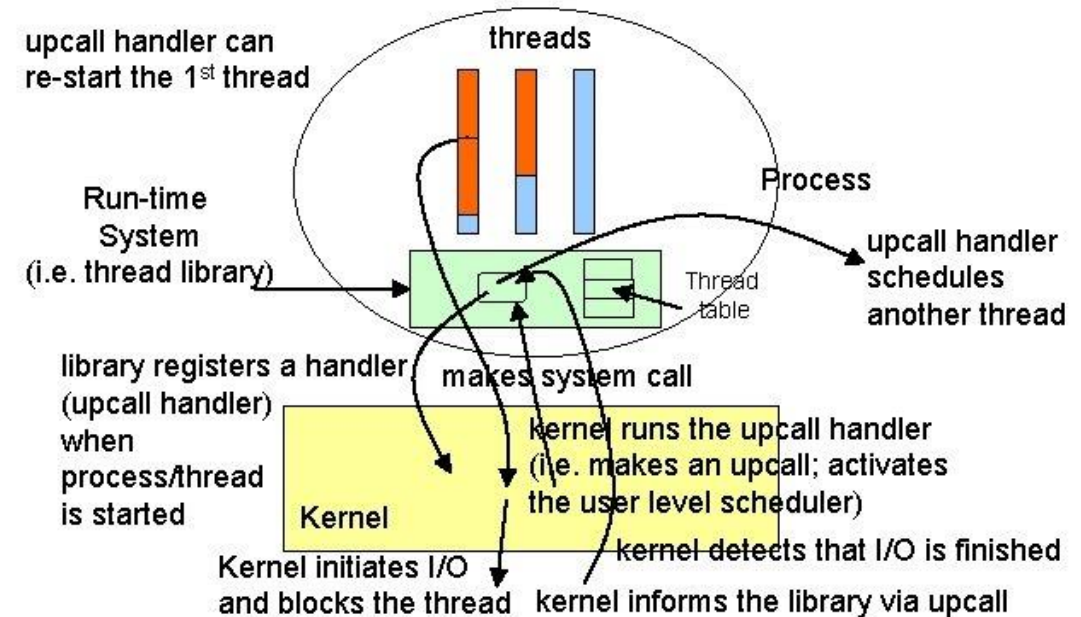 upcall handler can
re-start the 1st thread
threads
Process
Run-time
System
(i.e. thread library)
upcall handler
schedules
another thread
Thread
table
library registers a handler
(upcall handler)
when
process/thread
is started
makes system call
kernel runs the upcall handler
(i.e. makes an upcall; activates
the user level scheduler)
Kernel
kernel detects that I/O is finished
Kernel initiates I/O
and blocks the thread
kernel informs the library via upcall